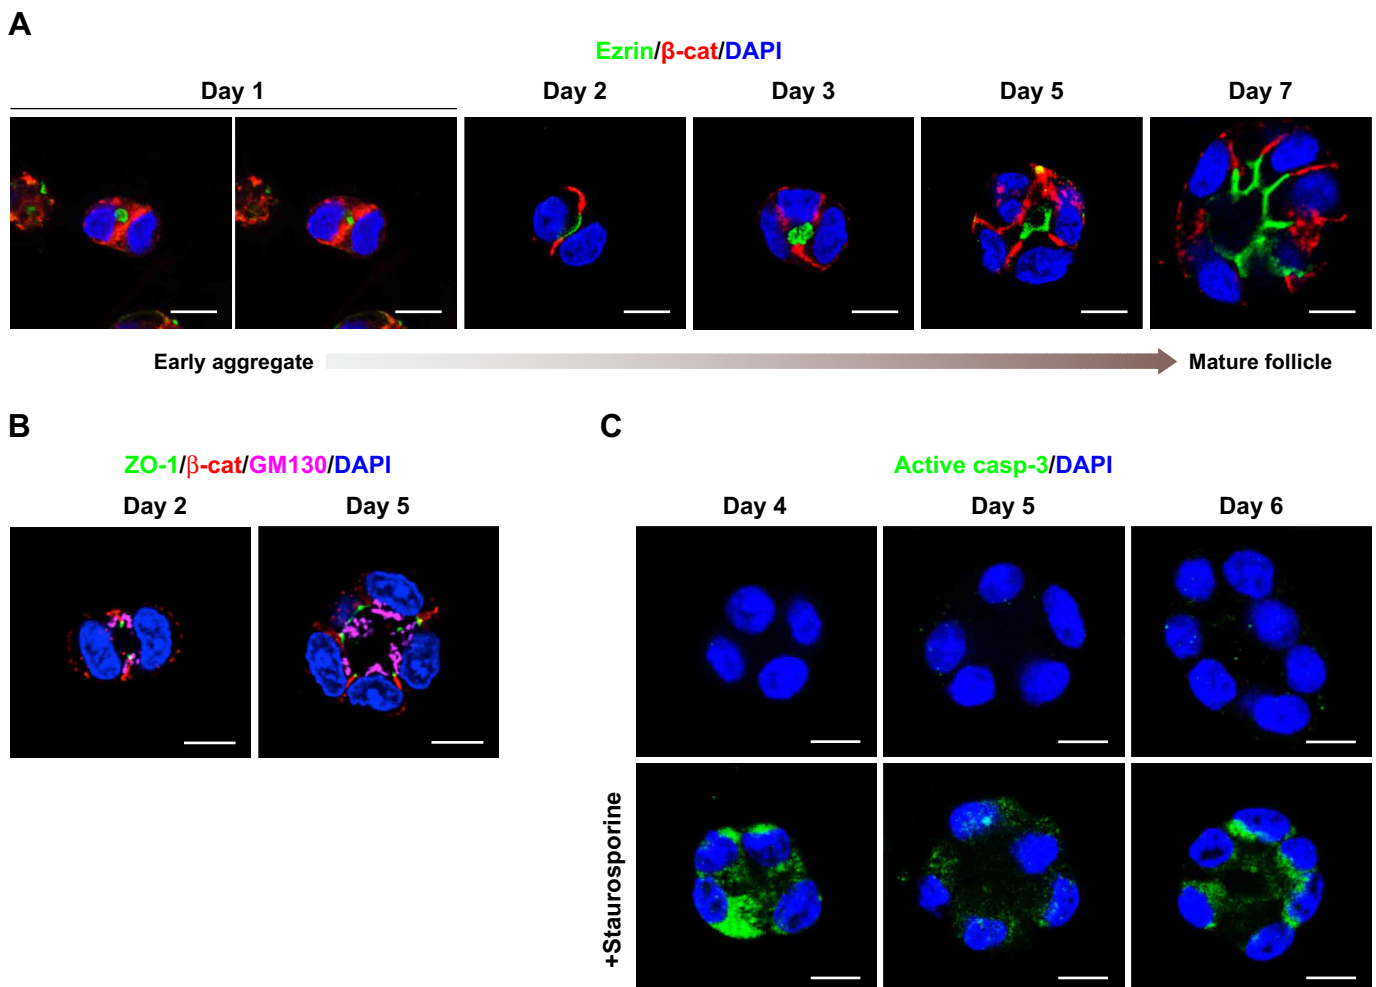 A
Ezrin/β-cat/DAPI
Day 1
Day 2
Day 3
Day 5
Day 7
Early aggregate
Mature follicle
B
ZO-1/β-cat/GM130/DAPI
Day 2
Day 5
C
Active casp-3/DAPI
Day 4
Day 5
Day 6
+Staurosporine